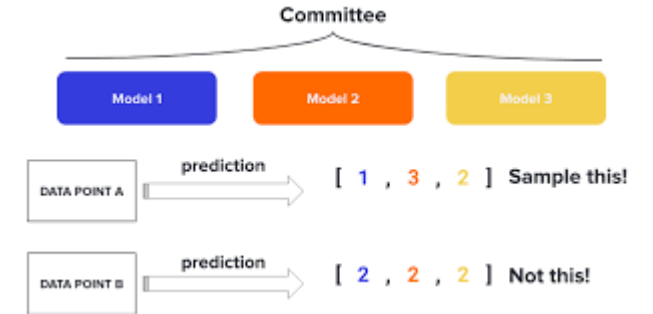 Committee
Model 1 Model 2 Model 3
prediction
DATA POINT A [ 1 , 3 , 2 ] Sample this!
prediction
DATA POINT B [ 2 , 2 , 2 ] Not this!